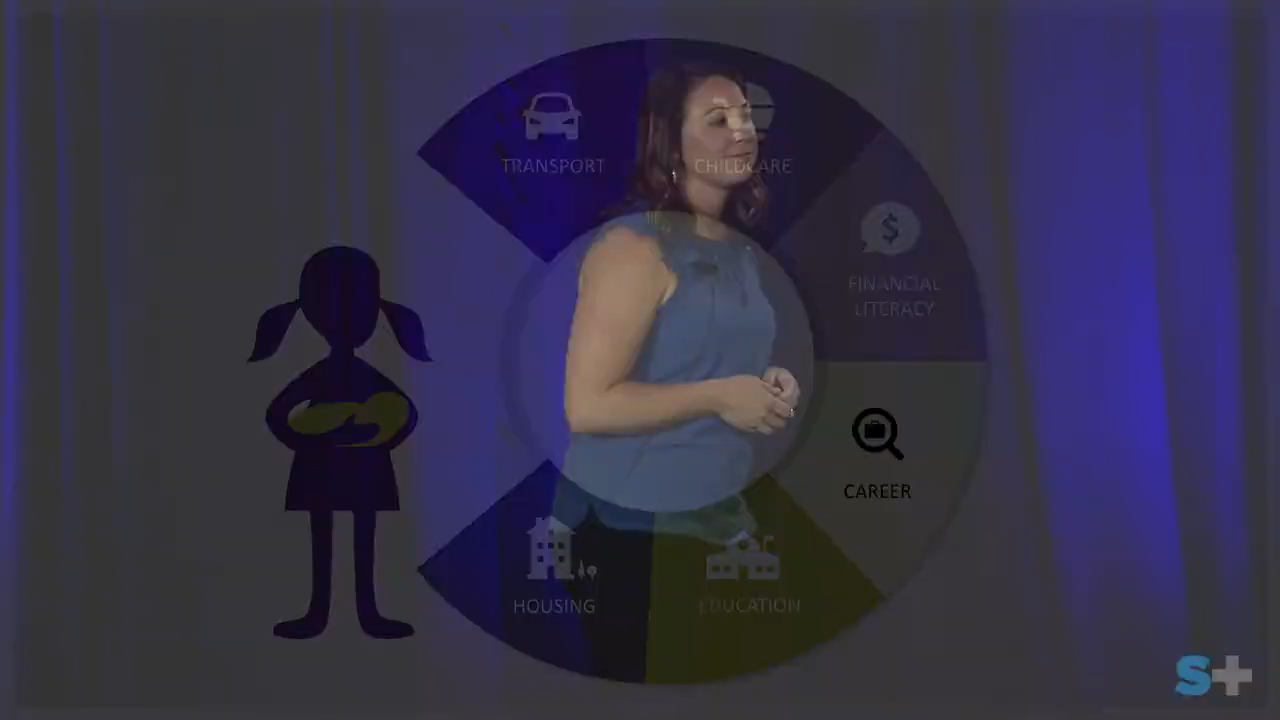 TRANSPORT
CHILDCARE
$
FINANCIAL
LITERACY
CAREER
HOUSING
EDUCATION
S+